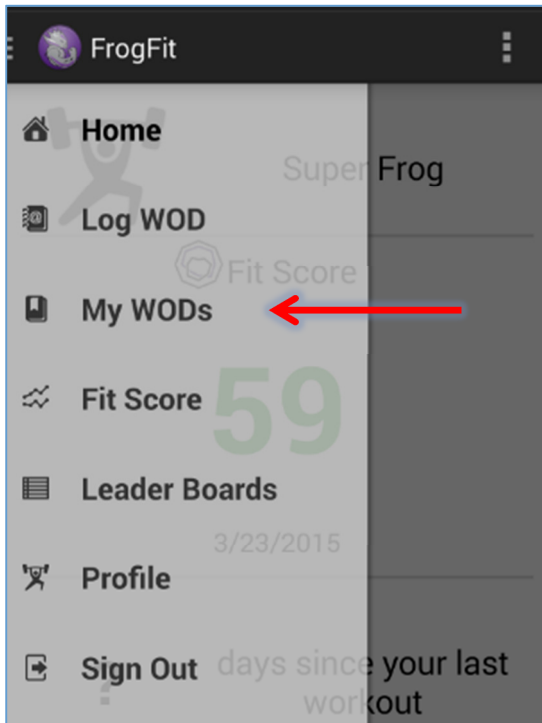 FrogFit
Home
Super Frog
Log WOD
Fit Score
My WODs
Fit Score
59
Leader Boards
3/23/2015
Profile
Sign Out
days since your last
workout